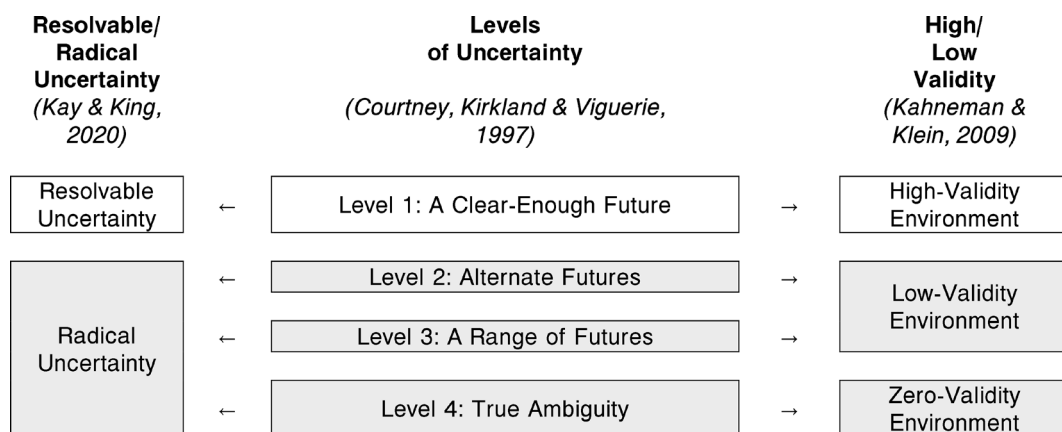 Resolvable/
Radical
Uncertainty
(Kay & King,
2020)
Levels
of Uncertainty
(Courtney, Kirkland & Viguerie,
1997)
High/
Low
Validity
(Kahneman &
Klein, 2009)
Resolvable
Uncertainty
←
Level 1: A Clear-Enough Future
→
High-Validity
Environment
Radical
Uncertainty
←
Level 2: Alternate Futures
→
←
Level 3: A Range of Futures
→
Low-Validity
Environment
←
Level 4: True Ambiguity
→
Zero-Validity
Environment